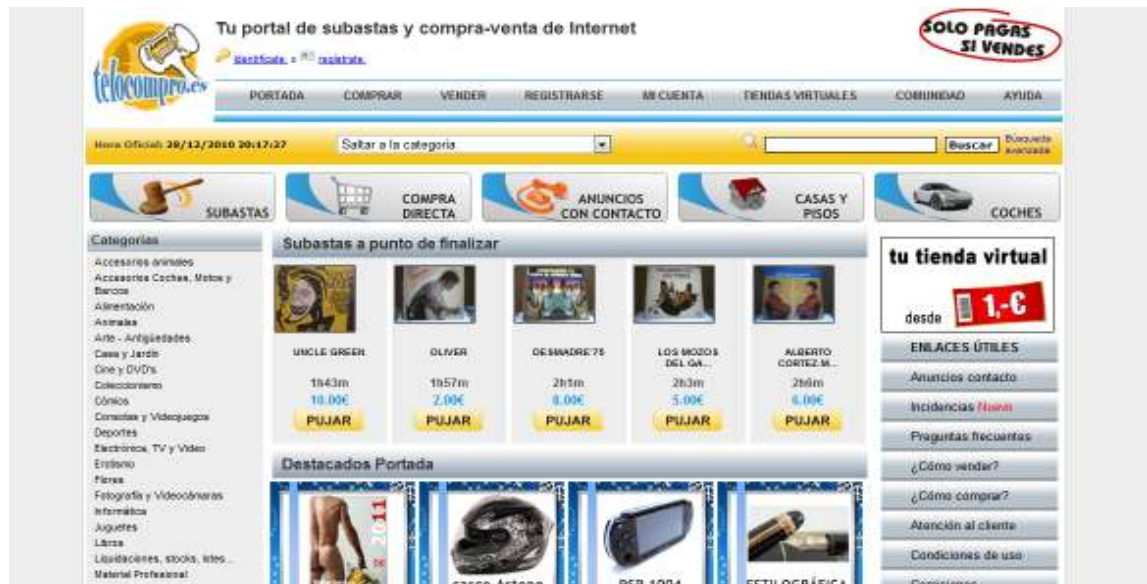 Tu portal de subastas y compra-venta de Internet
SOLO PAGAS
SI VENDES
identifícate, o regístrate.
telocompro.es
PORTADA COMPRAR VENDER REGISTRARSE MI CUENTA TIENDAS VIRTUALES COMUNIDAD AYUDA
Hora Oficial: 28/12/2010 20:17:27
Saltar a la categoría
Buscar
Búsqueda
avanzada
SUBASTAS
COMPRA
DIRECTA
ANUNCIOS
CON CONTACTO
CASAS Y
PISOS
COCHES
Categorías
Accesorios animales
Accesorios Coches, Motos y
Barcos
Alimentación
Animales
Arte - Antigüedades
Casa y Jardín
Cine y DVD's
Coleccionismo
Cómics
Consolas y Videojuegos
Deportes
Electrónica, TV y Video
Erotismo
Flores
Fotografía y Videocámaras
Informática
Juguetes
Libros
Liquidaciones, stocks, lotes...
Material Profesional
Subastas a punto de finalizar
UNCLE GREEN
1h43m
10.00€
PUJAR
OLIVER
1h57m
2.00€
PUJAR
DESMADRE'75
2h1m
8.00€
PUJAR
LOS MOZOS
DEL GA...
2h3m
5.00€
PUJAR
ALBERTO
CORTEZ.M...
2h6m
6.00€
PUJAR
Destacados Portada
2011
casco
PSP 1004
ESTILOGRÁFICA
tu tienda virtual
desde 1,-€
ENLACES ÚTILES
Anuncios contacto
Incidencias Nuevo
Preguntas frecuentes
¿Cómo vender?
¿Cómo comprar?
Atención al cliente
Condiciones de uso